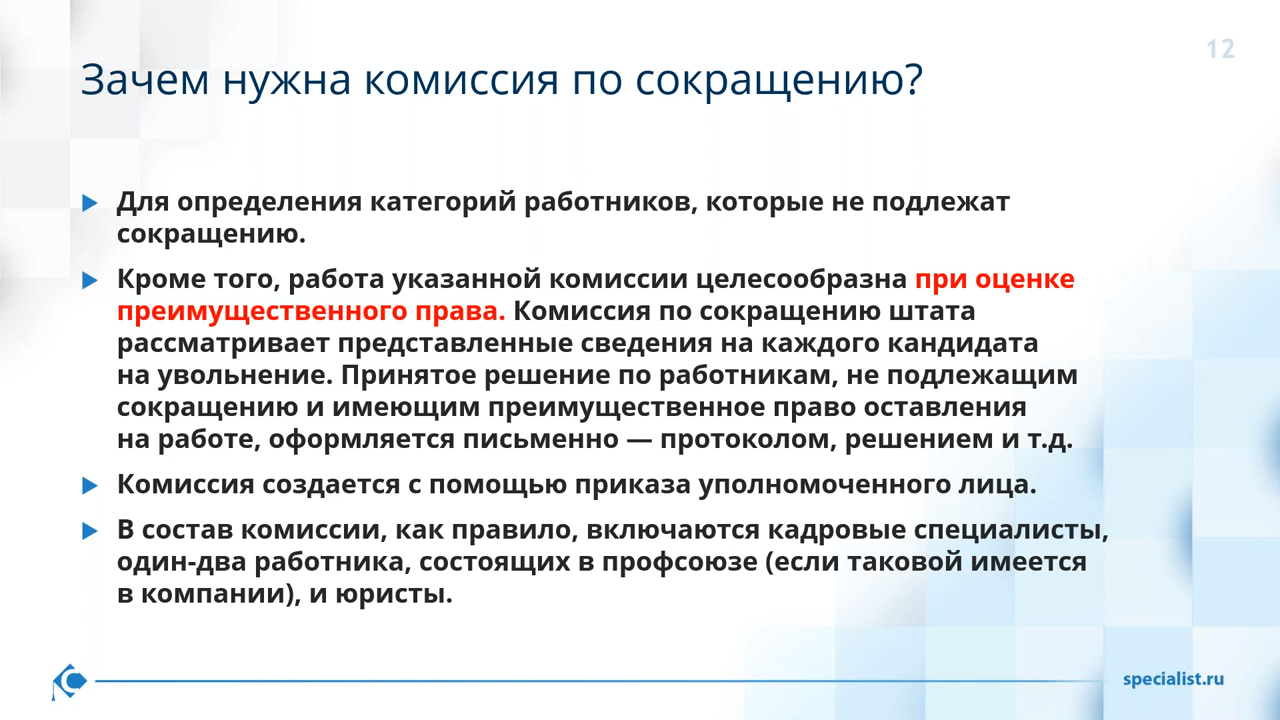 12
Зачем нужна комиссия по сокращению?
Для определения категорий работников, которые не подлежат
сокращению.
Кроме того, работа указанной комиссии целесообразна при оценке
преимущественного права. Комиссия по сокращению штата
рассматривает представленные сведения на каждого кандидата
на увольнение. Принятое решение по работникам, не подлежащим
сокращению и имеющим преимущественное право оставления
на работе, оформляется письменно — протоколом, решением и т.д.
Комиссия создается с помощью приказа уполномоченного лица.
В состав комиссии, как правило, включаются кадровые специалисты,
один-два работника, состоящих в профсоюзе (если таковой имеется
в компании), и юристы.
specialist.ru